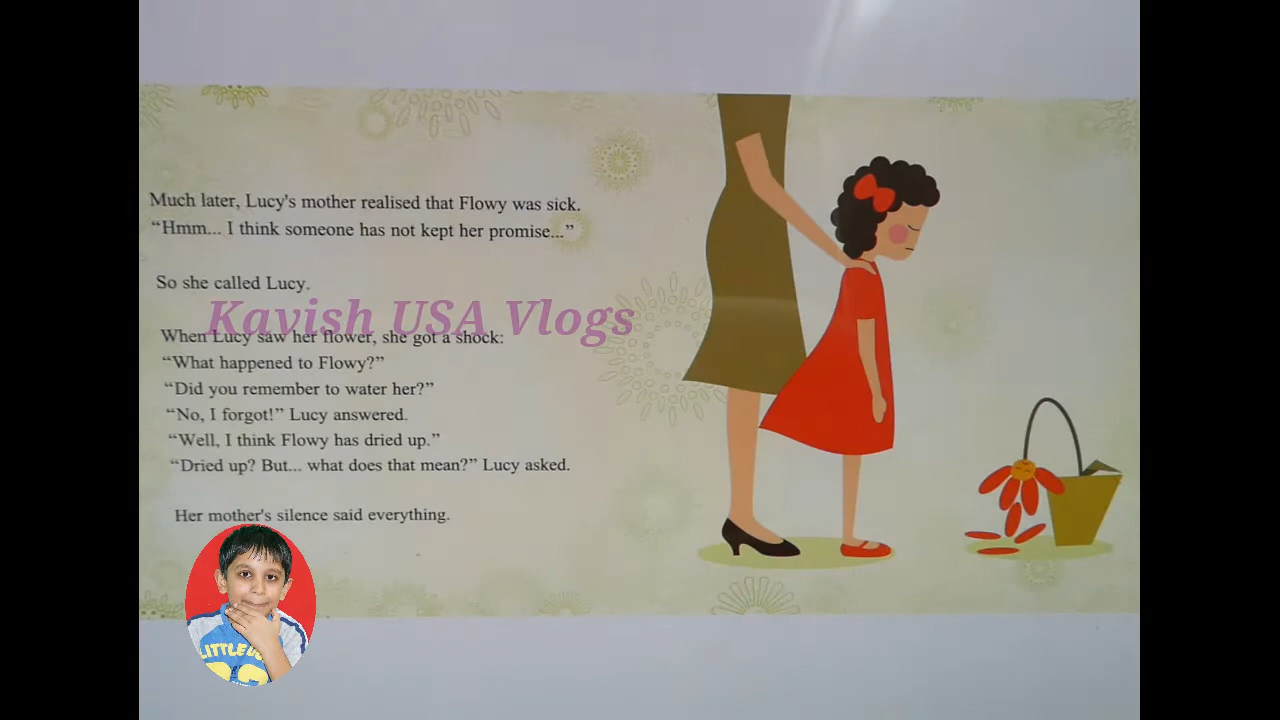 Much later, Lucy's mother realised that Flowy was sick.
“Hmm... I think someone has not kept her promise...”
So she called Lucy.
Kavish USA Vlogs
When Lucy saw her flower, she got a shock:
“What happened to Flowy?”
“Did you remember to water her?”
“No, I forgot!” Lucy answered.
“Well, I think Flowy has dried up.”
“Dried up? But... what does that mean?” Lucy asked.
Her mother's silence said everything.